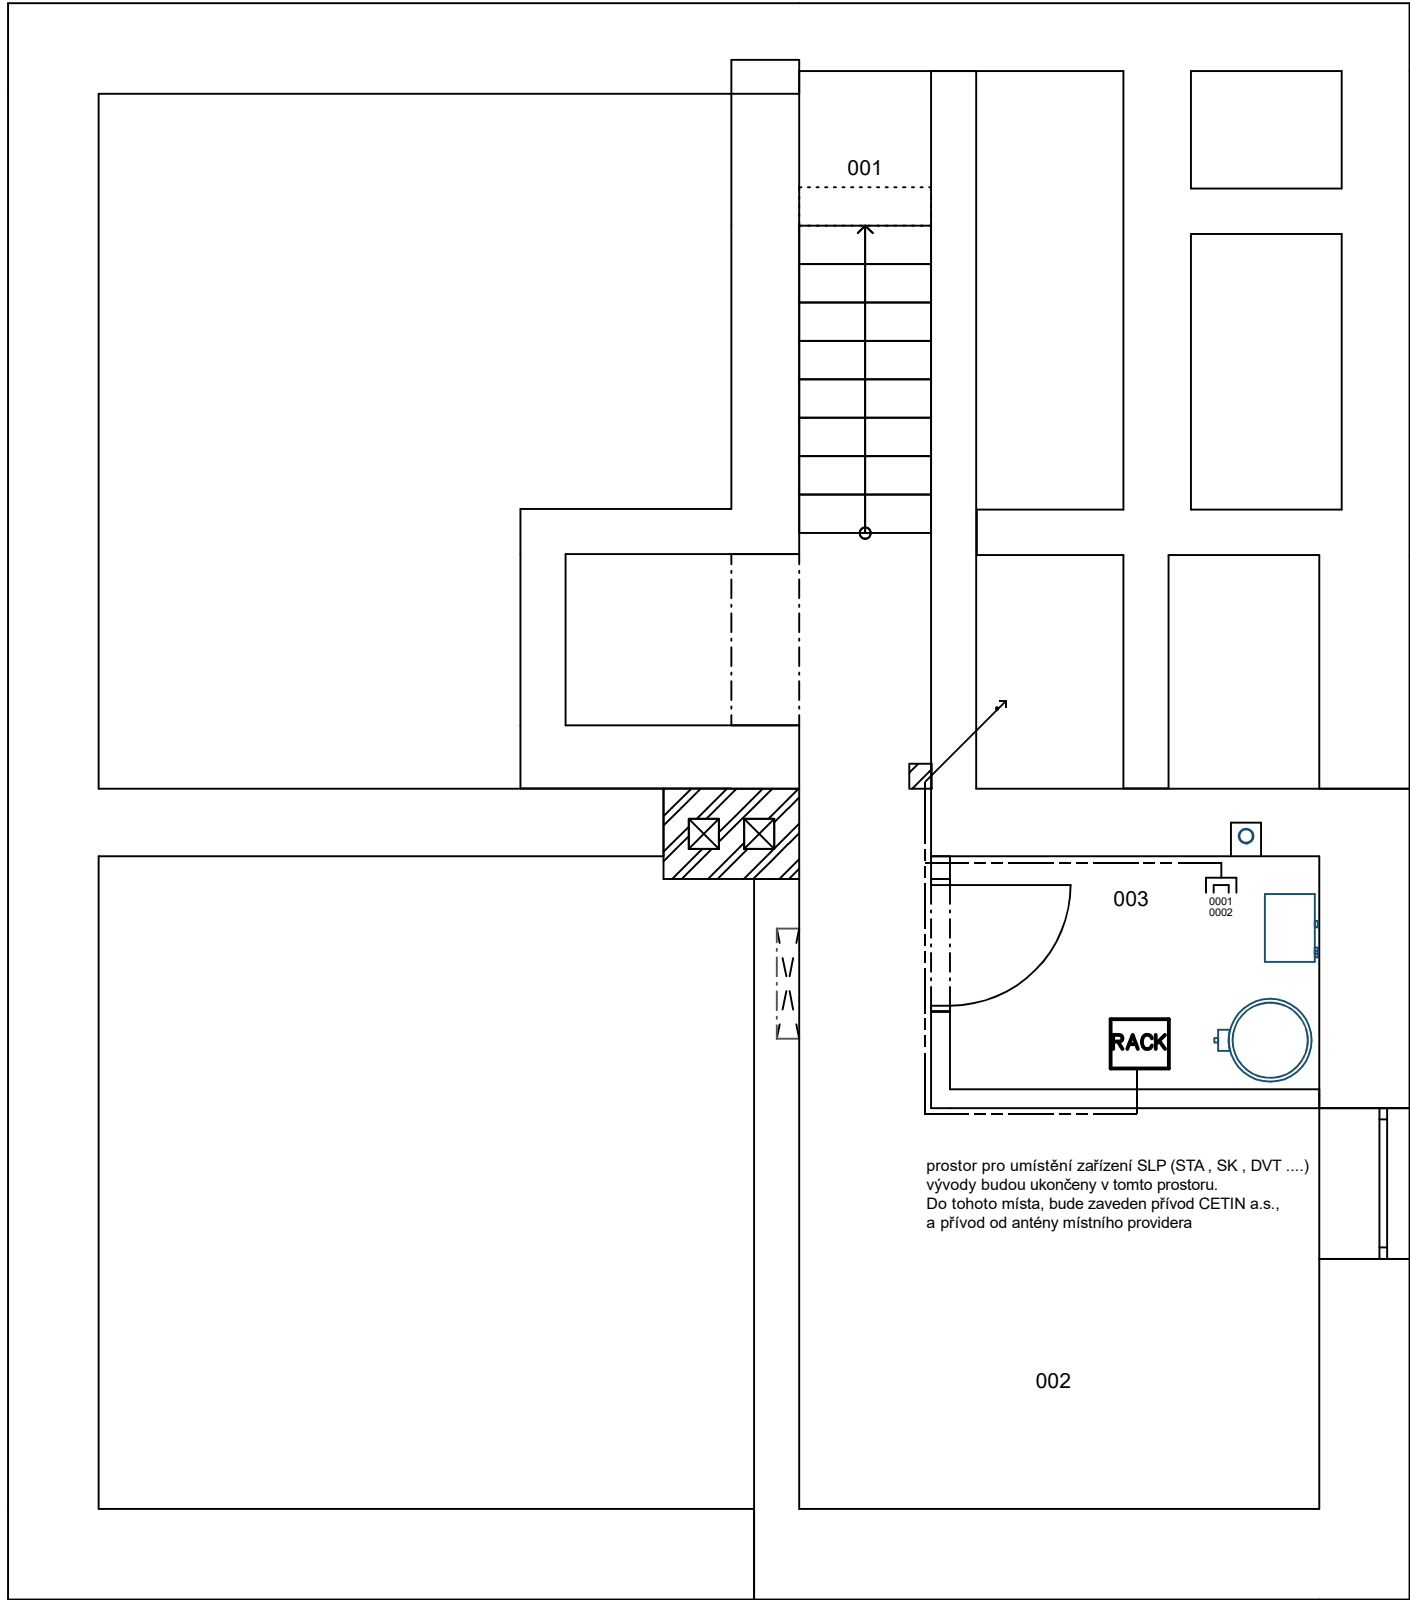 001
003
0001
0002
RACK
prostor pro umístění zařízení SLP (STA , SK , DVT ....)
vývody budou ukončeny v tomto prostoru.
Do tohoto místa, bude zaveden přívod CETIN a.s.,
a přívod od antény místního providera
002